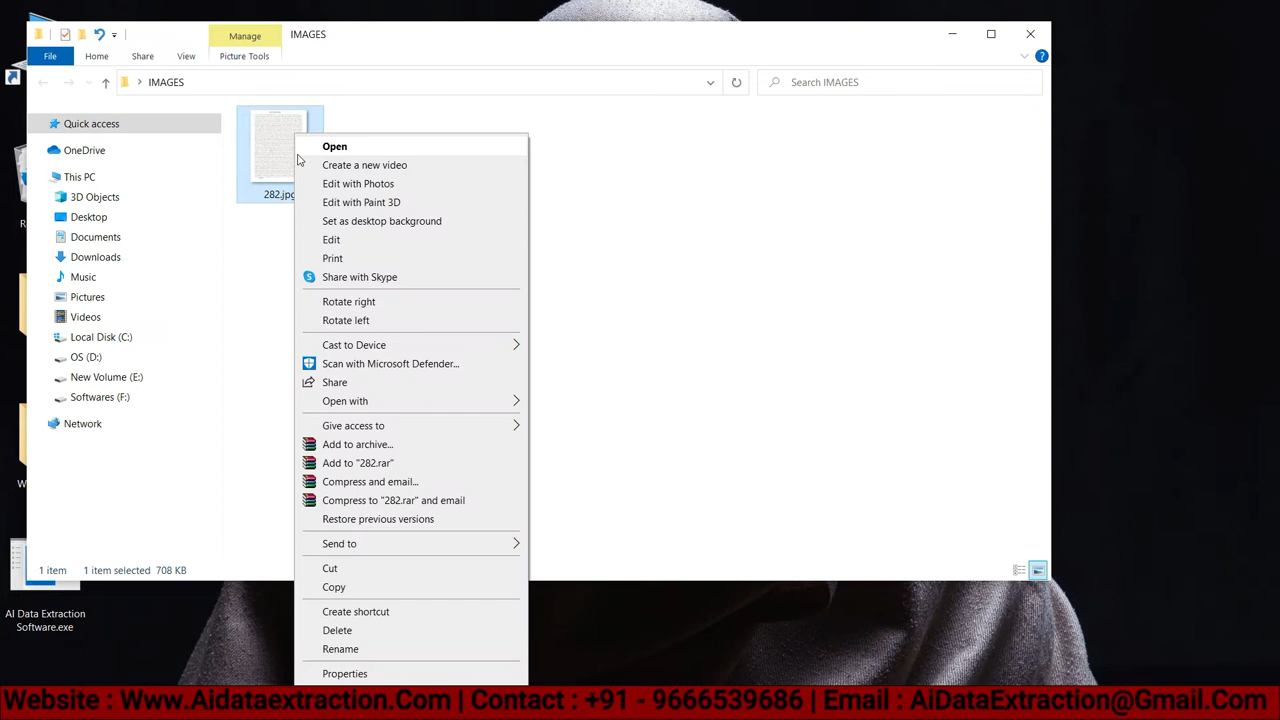 Manage
IMAGES
File
Home
Share
View
Picture Tools
IMAGES
Search IMAGES
Quick access
OneDrive
This PC
3D Objects
Desktop
Documents
Downloads
Music
Pictures
Videos
Local Disk (C:)
OS (D:)
New Volume (E:)
Softwares (F:)
Network
282.jpg
Open
Create a new video
Edit with Photos
Edit with Paint 3D
Set as desktop background
Edit
Print
Share with Skype
Rotate right
Rotate left
Cast to Device
Scan with Microsoft Defender...
Share
Open with
Give access to
Add to archive...
Add to "282.rar"
Compress and email...
Compress to "282.rar" and email
Restore previous versions
Send to
Cut
Copy
Create shortcut
Delete
Rename
Properties
1 item
1 item selected 708 KB
AI Data Extraction
Software.exe
Website : Www.Aidataextraction.Com | Contact : +91 - 9666539686 | Email : AiDataExtraction@Gmail.Com